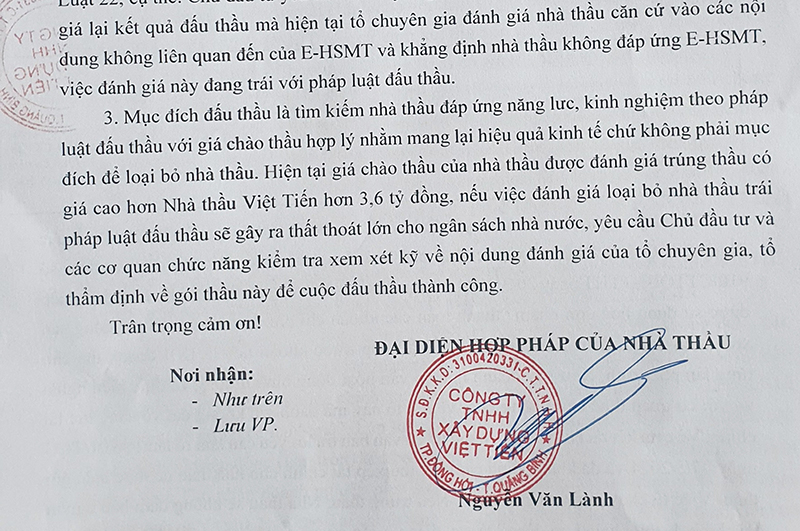 giá lại kết quả đấu thầu mà hiện tại tổ chuyên gia đánh giá nhà thầu căn cứ vào các nội
dung không liên quan đến của E-HSMT và khẳng định nhà thầu không đáp ứng E-HSMT,
việc đánh giá này đang trái với pháp luật đấu thầu.
3. Mục đích đấu thầu là tìm kiếm nhà thầu đáp ứng năng lưc, kinh nghiệm theo pháp
luật đấu thầu với giá chào thầu hợp lý nhằm mang lại hiệu quả kinh tế chứ không phải mục
đích để loại bỏ nhà thầu. Hiện tại giá chào thầu của nhà thầu được đánh giá trúng thầu có
giá cao hơn Nhà thầu Việt Tiến hơn 3,6 tỷ đồng, nếu việc đánh giá loại bỏ nhà thầu trái
pháp luật đấu thầu sẽ gây ra thất thoát lớn cho ngân sách nhà nước, yêu cầu Chủ đầu tư và
các cơ quan chức năng kiểm tra xem xét kỹ về nội dung đánh giá của tổ chuyên gia, tổ
thẩm định về gói thầu này để cuộc đấu thầu thành công.
Trân trọng cảm ơn!
ĐẠI DIỆN HỢP PHÁP CỦA NHÀ THẦU
Nơi nhận:
- Như trên
- Lưu VP.
S.Đ.K.K.D: 3100420331-C.T.T.N.H.H
CÔNG TY
TNHH
XÂY DỰNG
VIỆT TIẾN
TP.ĐỒNG HỚI - T.QUẢNG BÌNH
Nguyễn Văn Lành